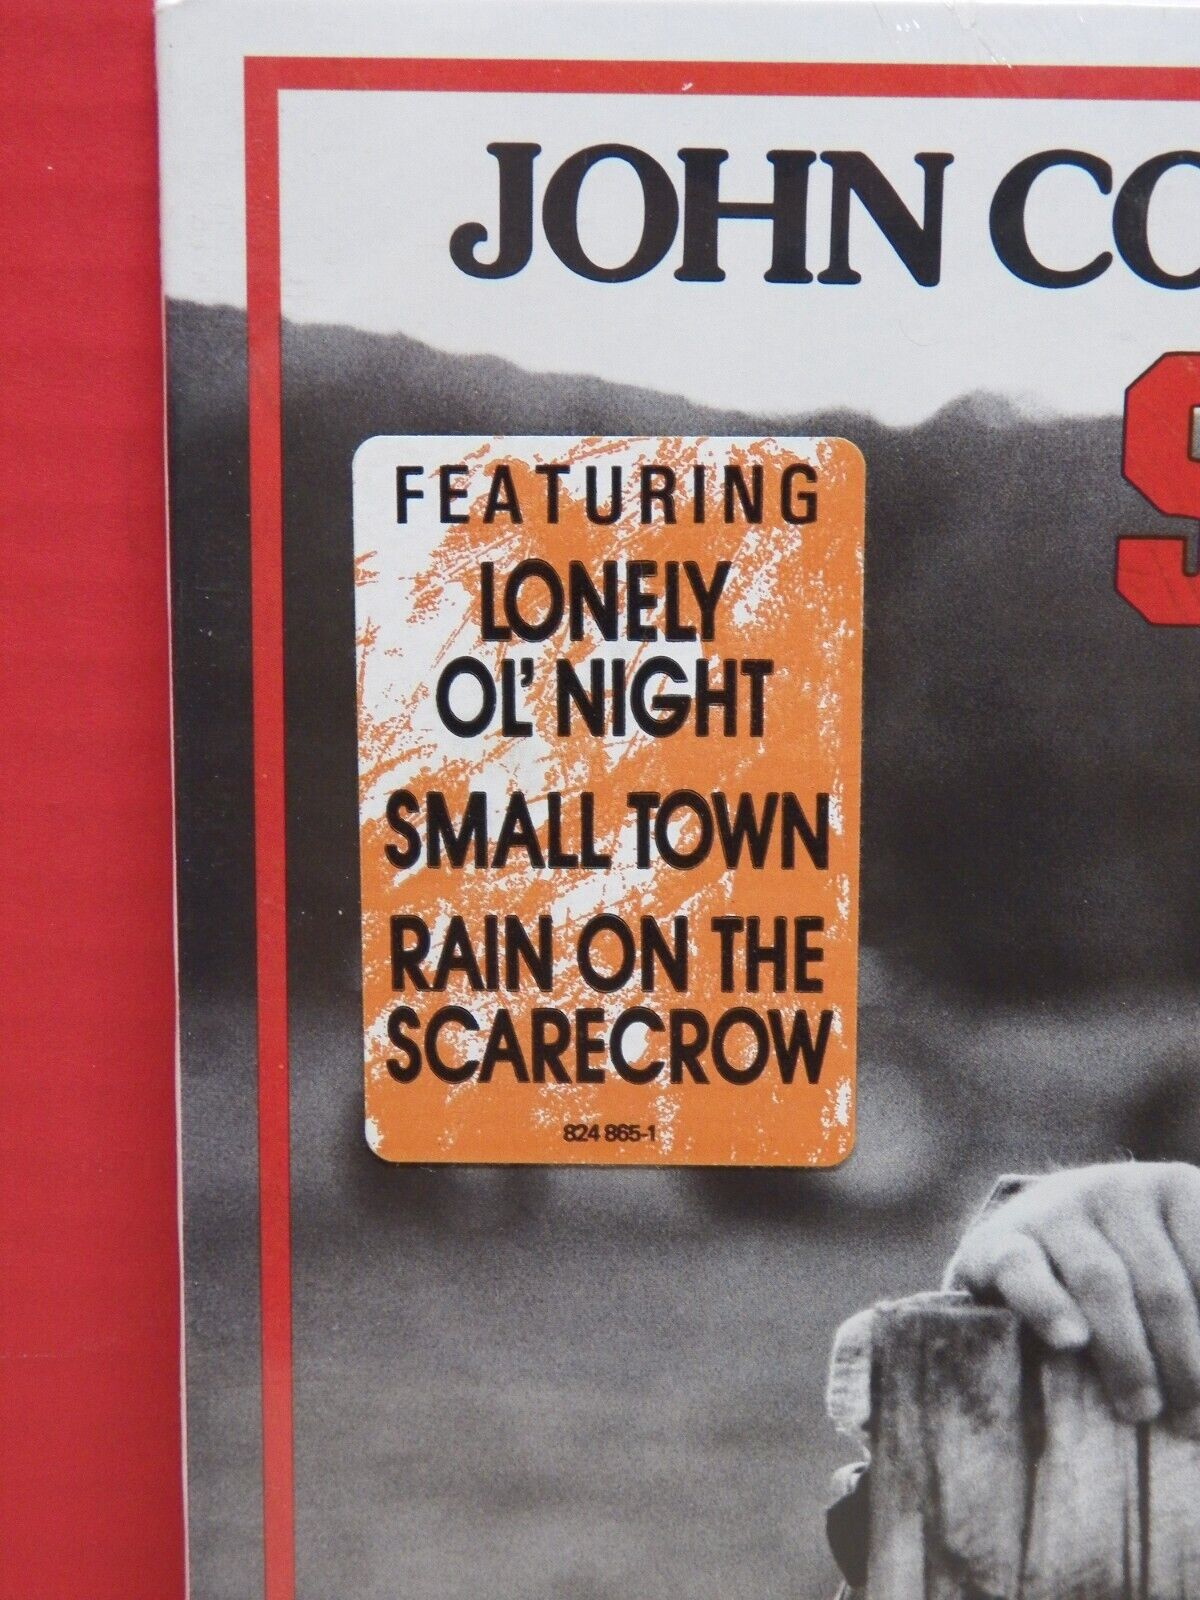 JOHN CO
S
FEATURING
LONELY
OL' NIGHT
SMALL TOWN
RAIN ON THE
SCARECROW
824 865-1